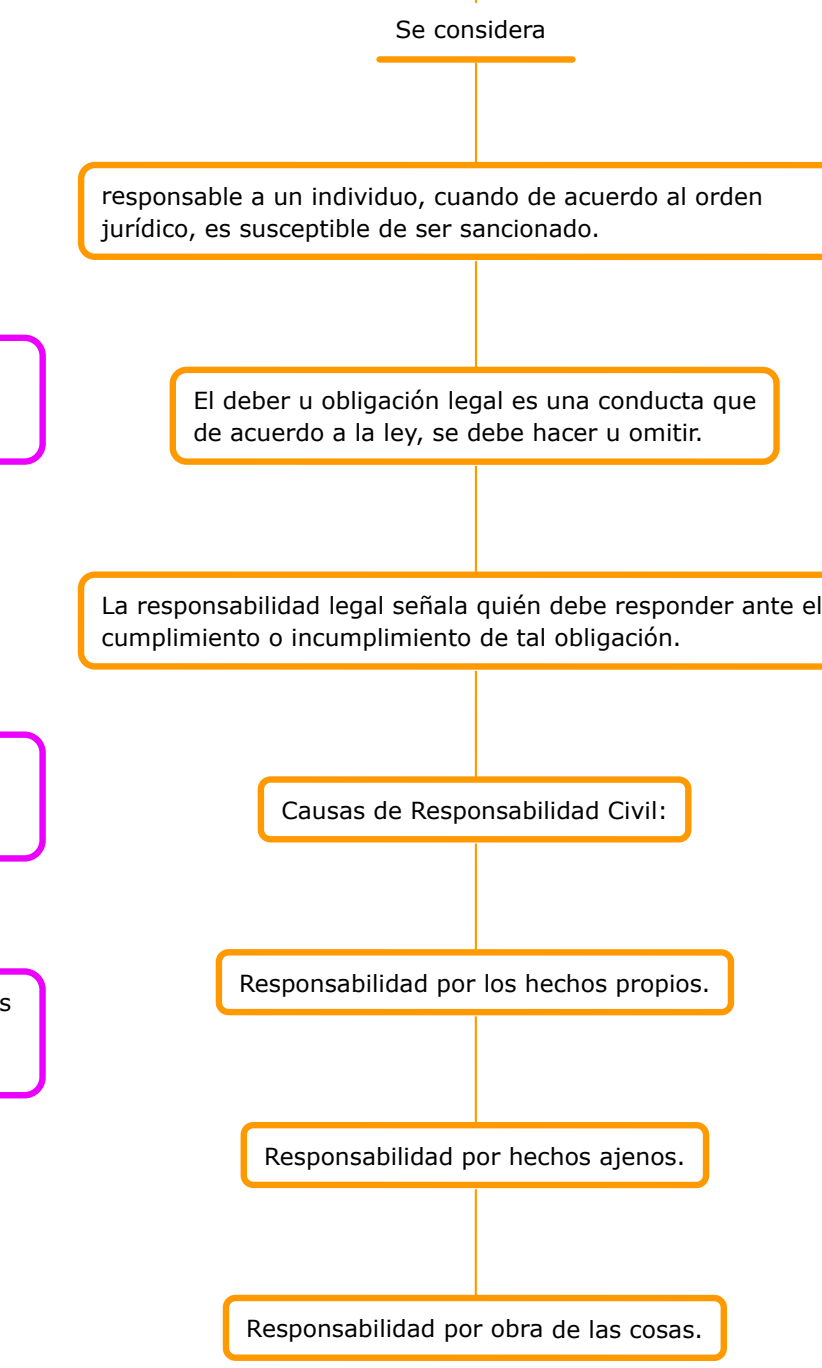 Se considera
responsable a un individuo, cuando de acuerdo al orden
jurídico, es susceptible de ser sancionado.
El deber u obligación legal es una conducta que
de acuerdo a la ley, se debe hacer u omitir.
La responsabilidad legal señala quién debe responder ante el
cumplimiento o incumplimiento de tal obligación.
Causas de Responsabilidad Civil:
Responsabilidad por los hechos propios.
s
Responsabilidad por hechos ajenos.
Responsabilidad por obra de las cosas.